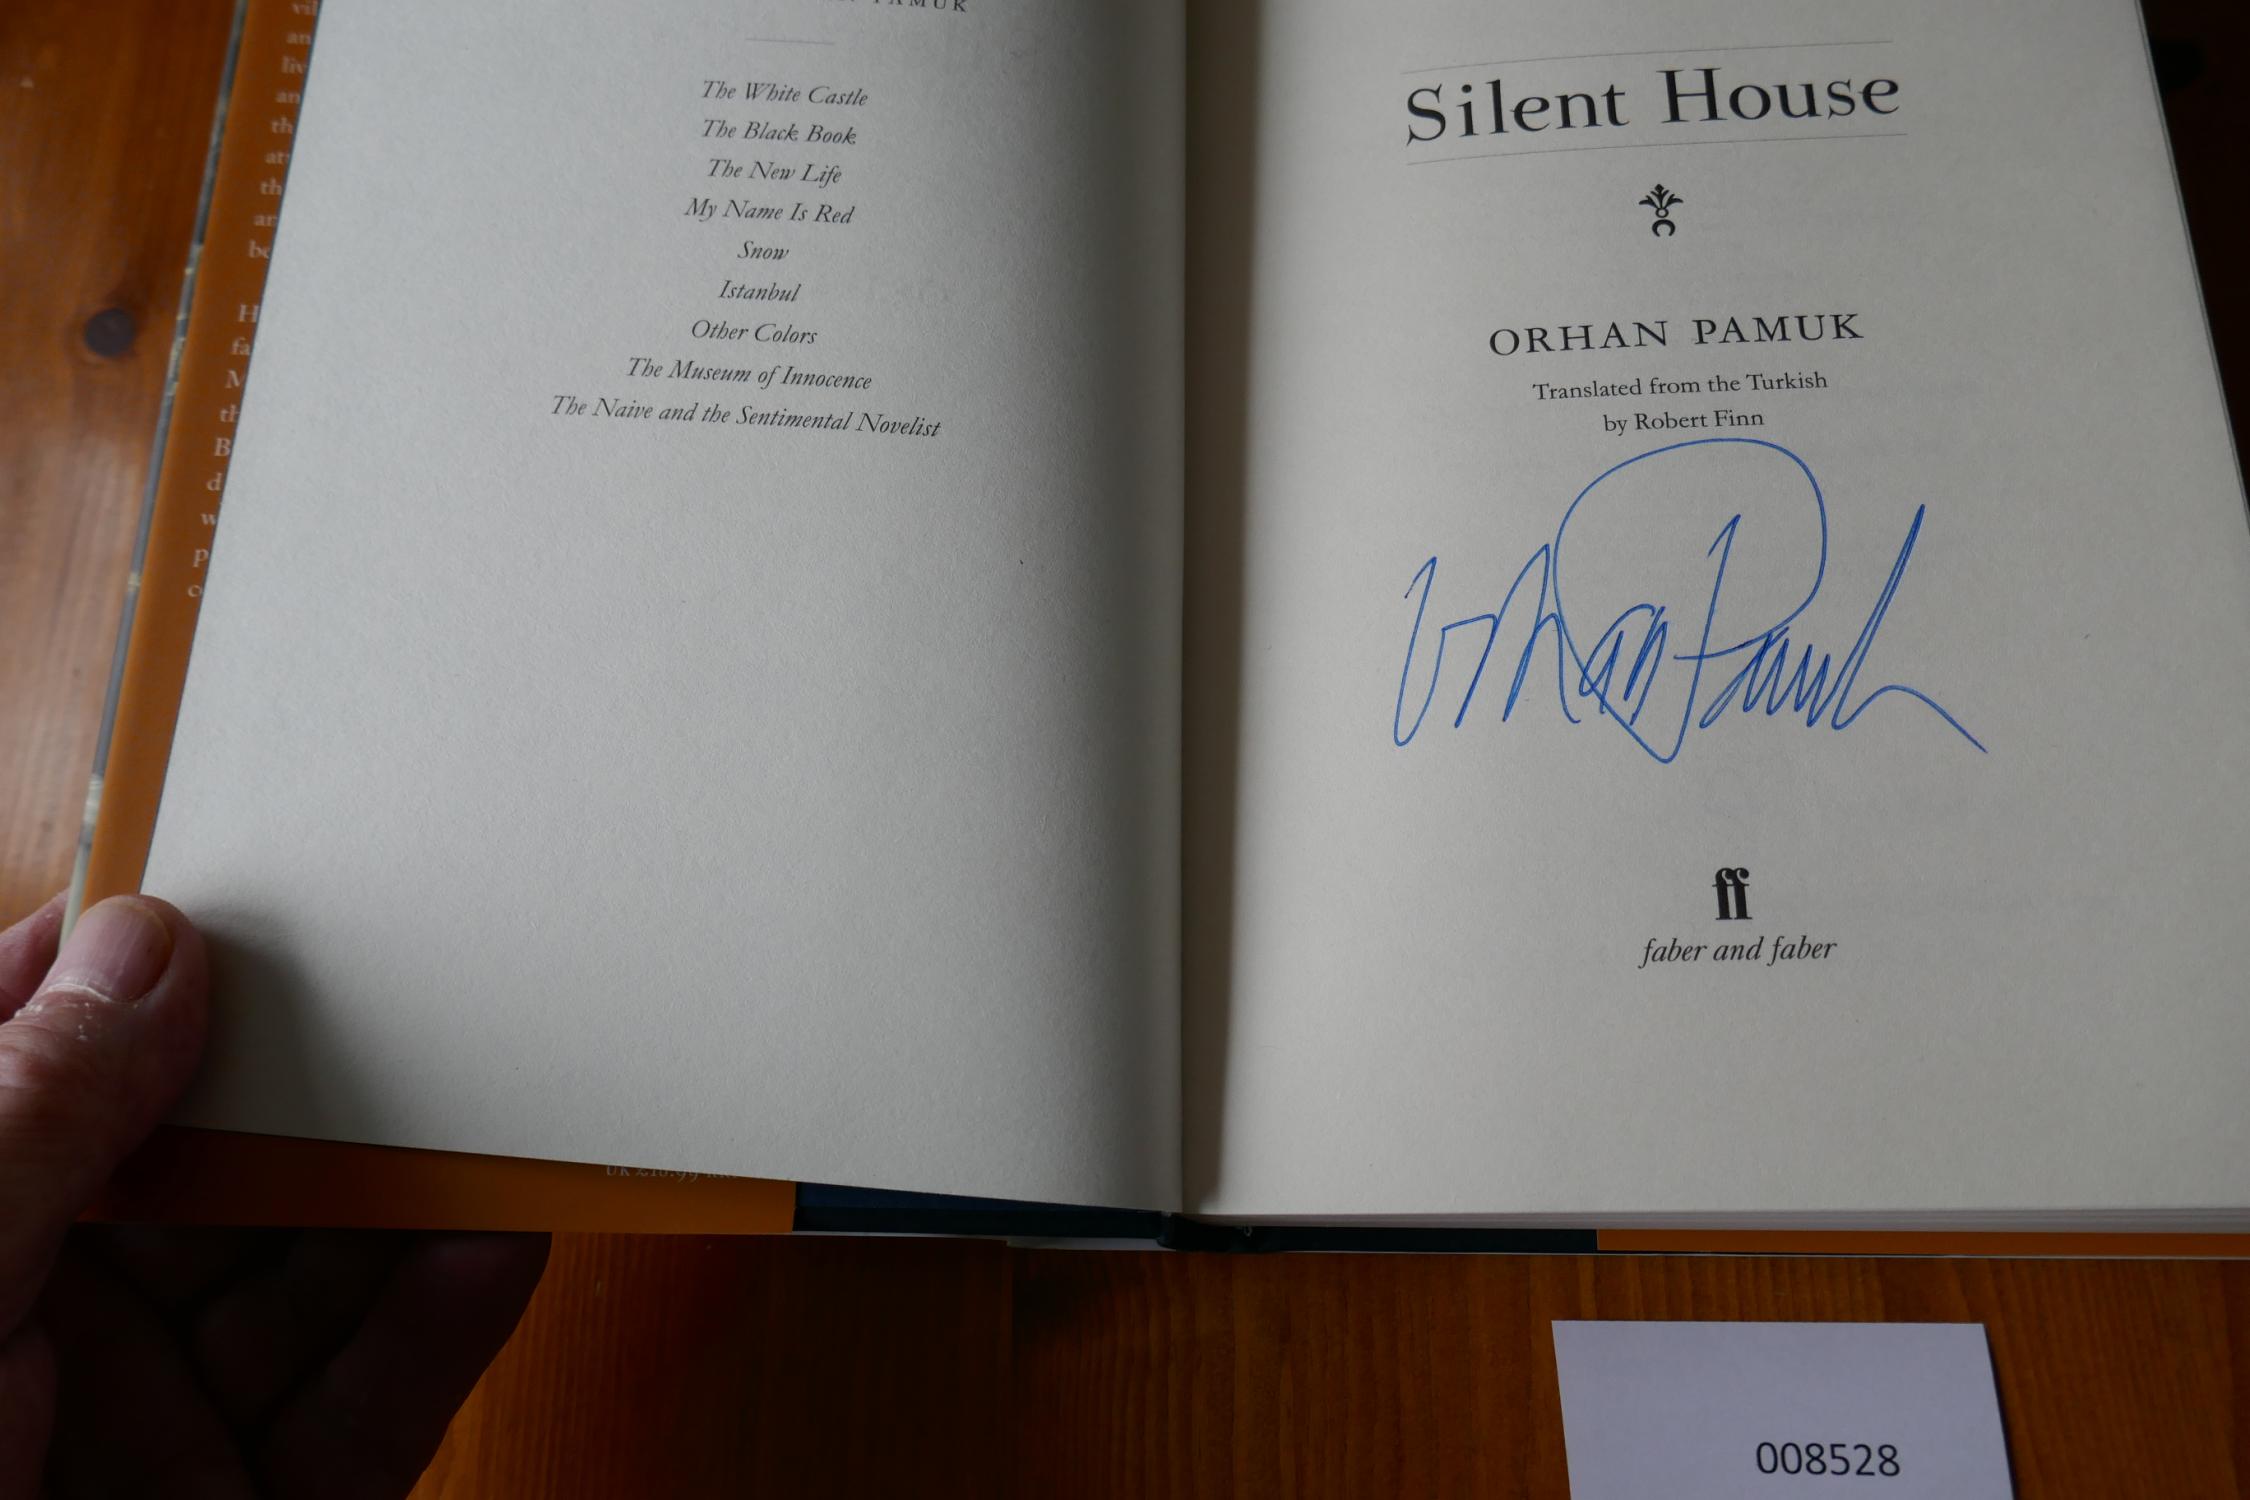 PAMUK
The White Castle
The Black Book
The New Life
My Name Is Red
Snow
Istanbul
Other Colors
The Museum of Innocence
The Naive and the Sentimental Novelist
Silent House
ORHAN PAMUK
Translated from the Turkish
by Robert Finn
Orhan Pamuk
ff
faber and faber
008528